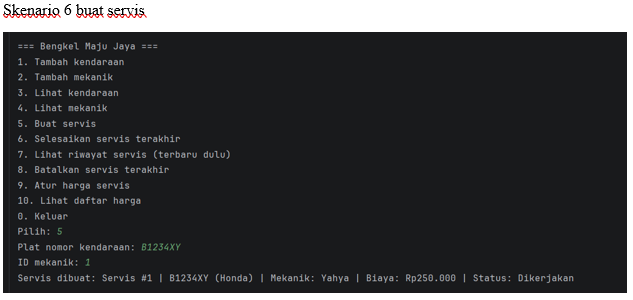 Skenario 6 buat servis
=== Bengkel Maju Jaya ===
1. Tambah kendaraan
2. Tambah mekanik
3. Lihat kendaraan
4. Lihat mekanik
5. Buat servis
6. Selesaikan servis terakhir
7. Lihat riwayat servis (terbaru dulu)
8. Batalkan servis terakhir
9. Atur harga servis
10. Lihat daftar harga
0. Keluar
Pilih: 5
Plat nomor kendaraan: B1234XY
ID mekanik: 1
Servis dibuat: Servis #1 | B1234XY (Honda) | Mekanik: Yahya | Biaya: Rp250.000 | Status: Dikerjakan